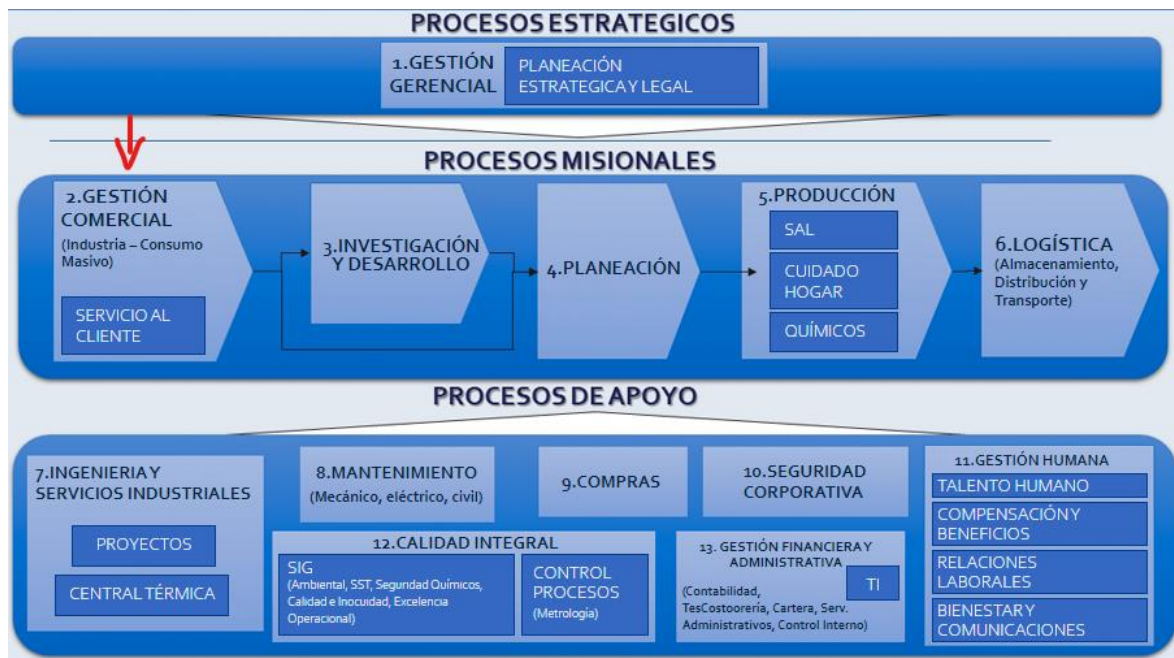 PROCESOS ESTRATEGICOS
1.GESTIÓN
GERENCIAL
PLANEACIÓN
ESTRATEGICA Y LEGAL
PROCESOS MISIONALES
2.GESTIÓN
COMERCIAL
(Industria – Consumo
Masivo)
SERVICIO AL
CLIENTE
3.INVESTIGACIÓN
Y DESARROLLO
4.PLANEACIÓN
5.PRODUCCIÓN
SAL
CUIDADO
HOGAR
QUÍMICOS
6.LOGÍSTICA
(Almacenamiento,
Distribución y
Transporte)
PROCESOS DE APOYO
7.INGENIERIA Y
SERVICIOS INDUSTRIALES
PROYECTOS
CENTRAL TÉRMICA
8.MANTENIMIENTO
(Mecánico, eléctrico, civil)
9.COMPRAS
10.SEGURIDAD
CORPORATIVA
11.GESTIÓN HUMANA
TALENTO HUMANO
COMPENSACIÓN Y
BENEFICIOS
RELACIONES
LABORALES
BIENESTAR Y
COMUNICACIONES
12.CALIDAD INTEGRAL
SIG
(Ambiental, SST, Seguridad Químicos,
Calidad e Inocuidad, Excelencia
Operacional)
CONTROL
PROCESOS
(Metrología)
13. GESTIÓN FINANCIERA Y
ADMINISTRATIVA
TI
(Contabilidad,
TesCostoorería, Cartera, Serv.
Administrativos, Control Interno)